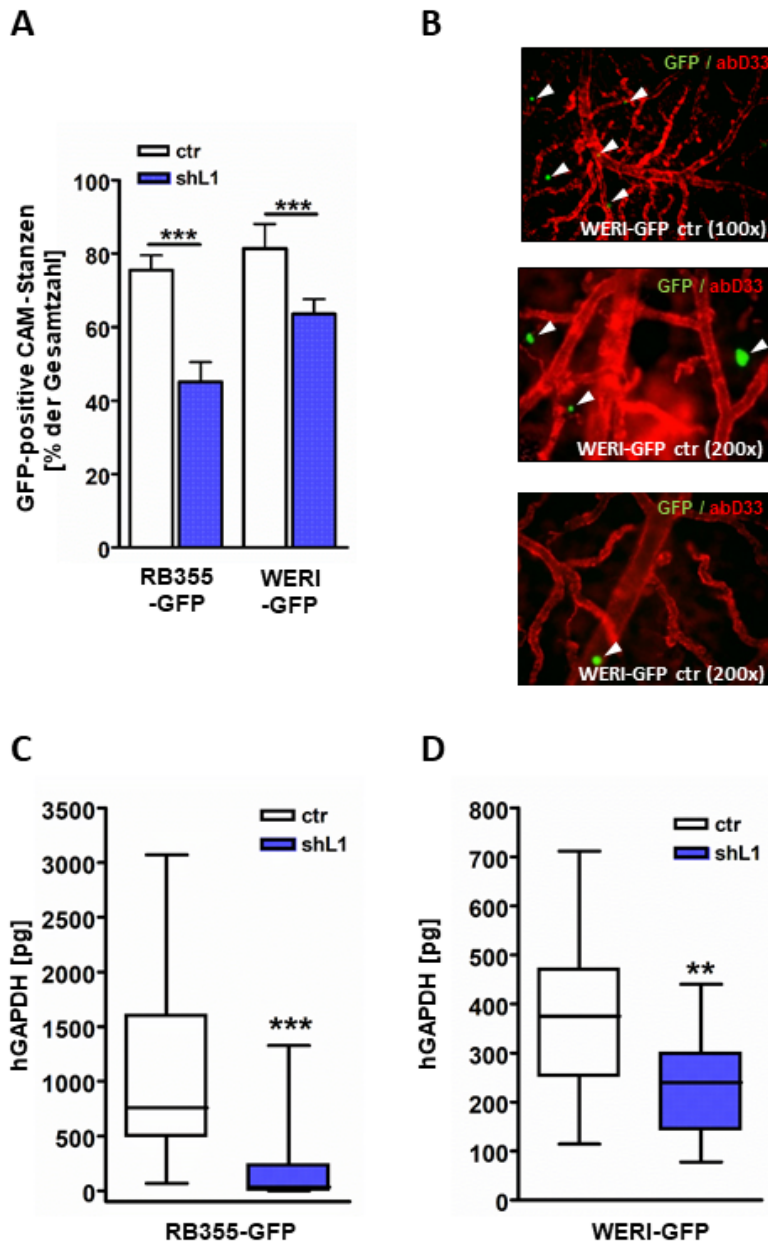 A
ctr
shL1
***
***
100
80
60
40
20
0
GFP-positive CAM-Stanzen
[% der Gesamtzahl]
RB355
-GFP
WERI
-GFP
B
GFP / abD33
WERI-GFP ctr (100x)
GFP / abD33
WERI-GFP ctr (200x)
GFP / abD33
WERI-GFP ctr (200x)
C
ctr
shL1
***
3500
3000
2500
2000
1500
1000
500
0
hGAPDH [pg]
RB355-GFP
D
ctr
shL1
**
800
700
600
500
400
300
200
100
0
hGAPDH [pg]
WERI-GFP